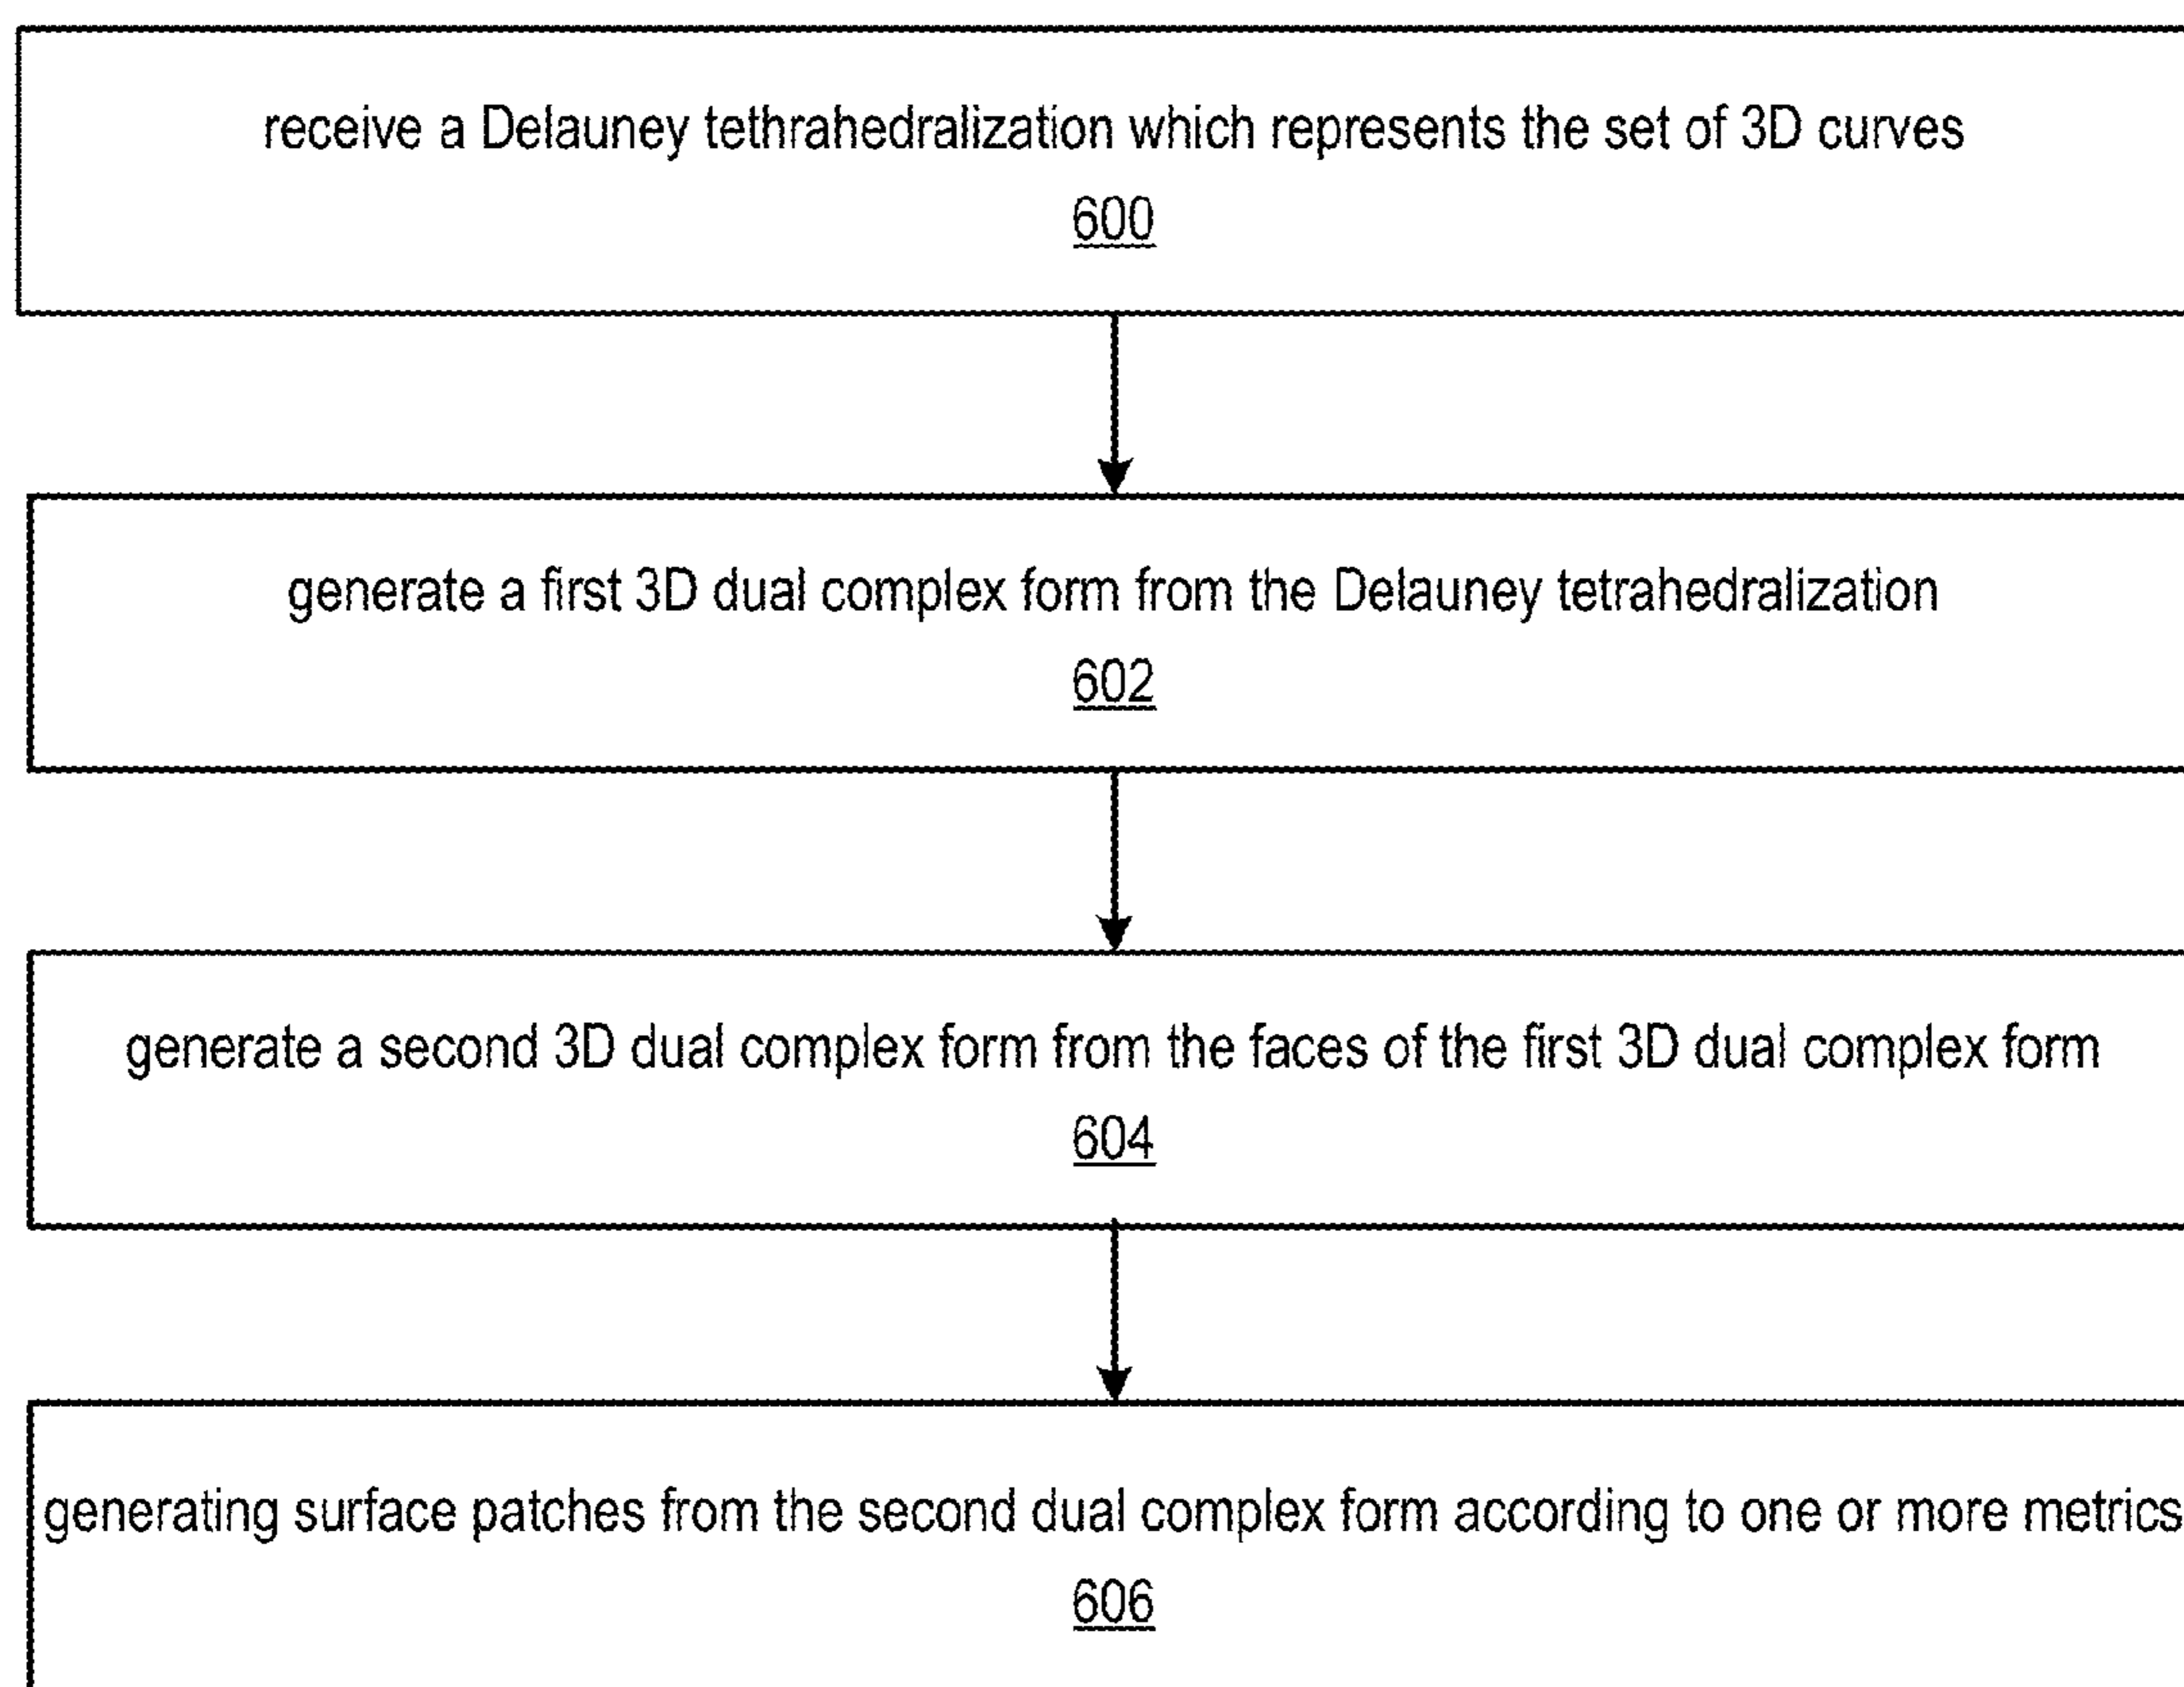 receive a Delauney tethrahedralization which represents the set of 3D curves
600
generate a first 3D dual complex form from the Delauney tetrahedralization
602
generate a second 3D dual complex form from the faces of the first 3D dual complex form
604
generating surface patches from the second dual complex form according to one or more metrics
606